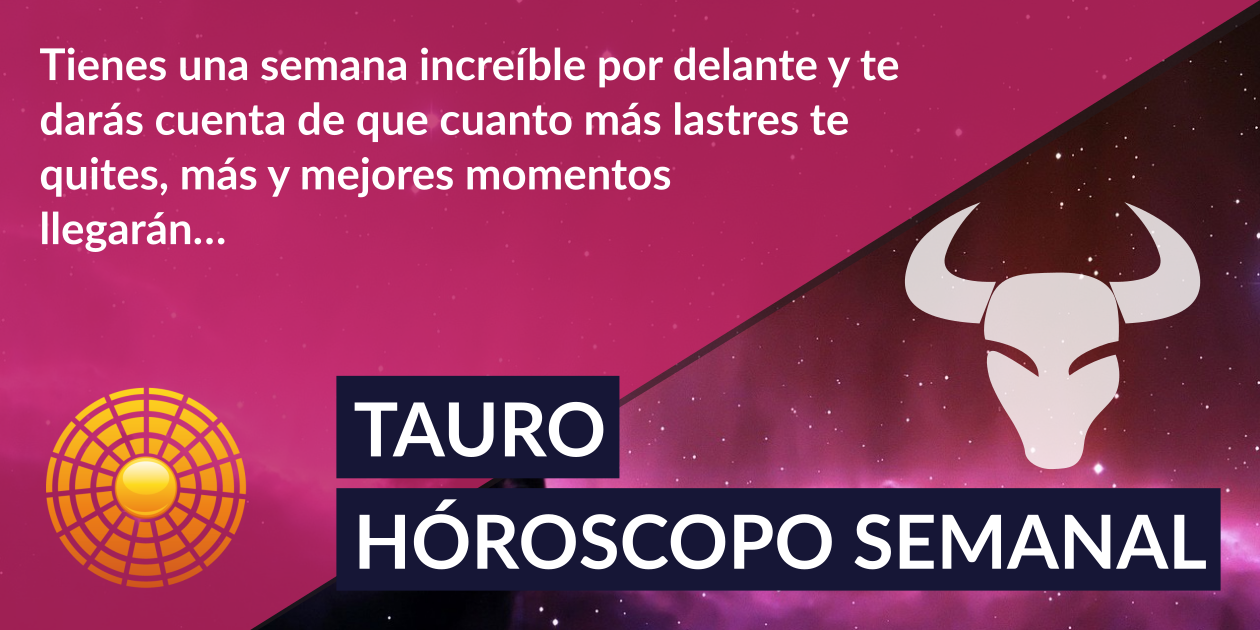 Tienes una semana increíble por delante y te
darás cuenta de que cuanto más lastres te
quites, más y mejores momentos
llegarán...
TAURO
HÓROSCOPO SEMANAL